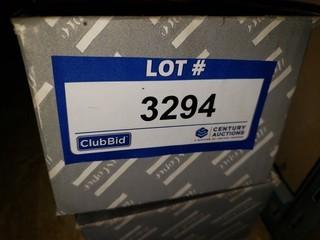 LOT #
3294
ClubBid
CENTURY
AUCTIONS